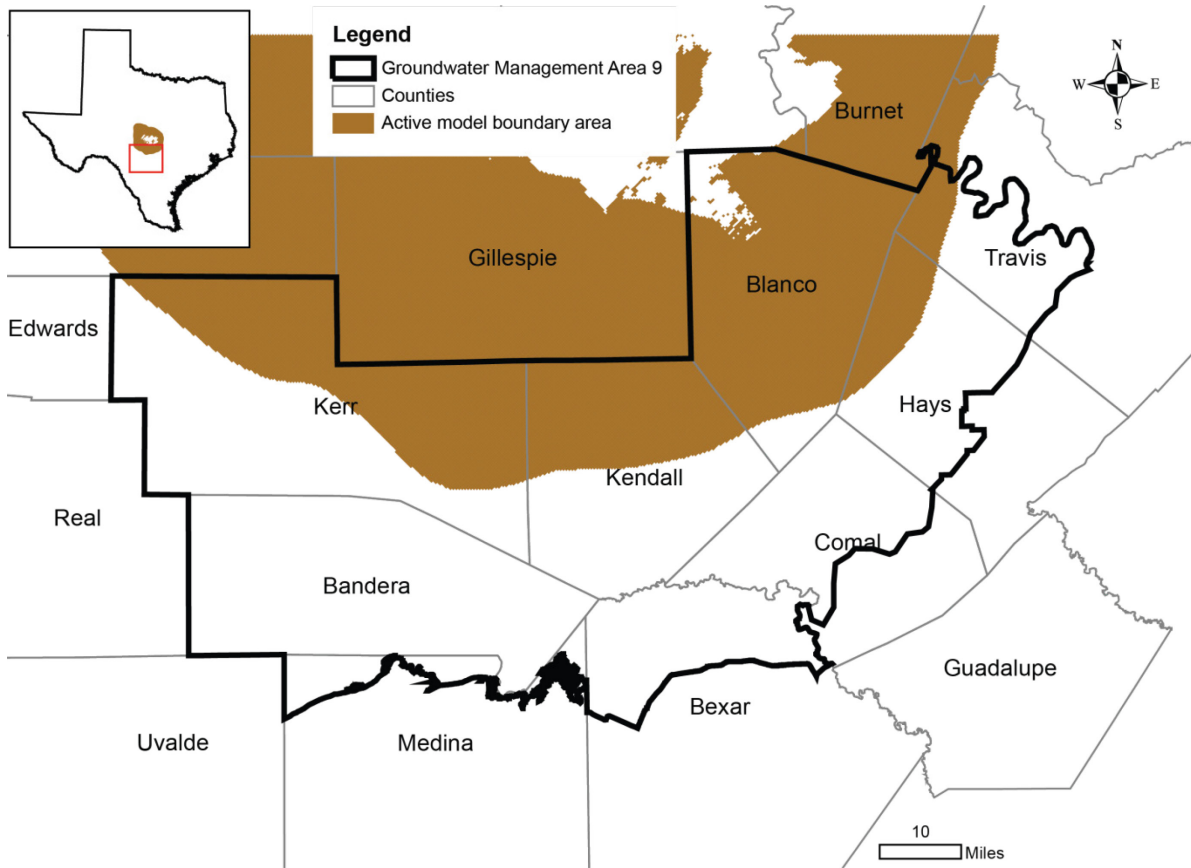 Legend
Groundwater Management Area 9
Counties
Active model boundary area
N
W E
S
Burnet
Travis
Gillespie
Blanco
Edwards
Kerr
Hays
Kendall
Real
Comal
Bandera
Guadalupe
Bexar
Uvalde
Medina
10
Miles